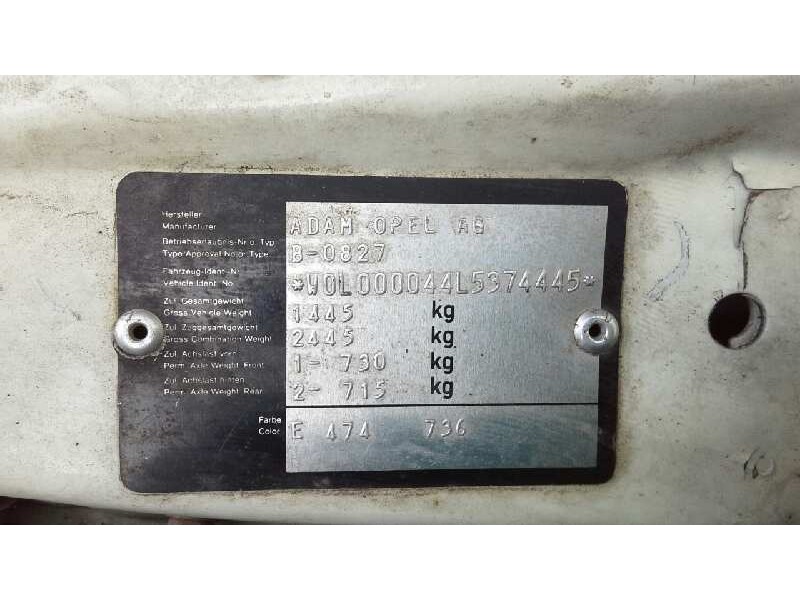 Hersteller
Manufacturer ADAM OPEL AG
Betriebserlaubnis-Nr o. Typ
Type Approval No or Type B-0827
Fahrzeug-Ident.-Nr.
Vehicle Ident. No. *W0L000044L5374445*
Zul. Gesamtgewicht
Gross Vehicle Weight 1445 kg
Zul. Zuggesamtgewicht
Gross Combination Weight 2445 kg
Zul. Achslast vorn
Perm. Axle Weight Front 1- 730 kg
Zul. Achslast hinten
Perm. Axle Weight Rear 2- 715 kg
Farbe
Color E 474 736